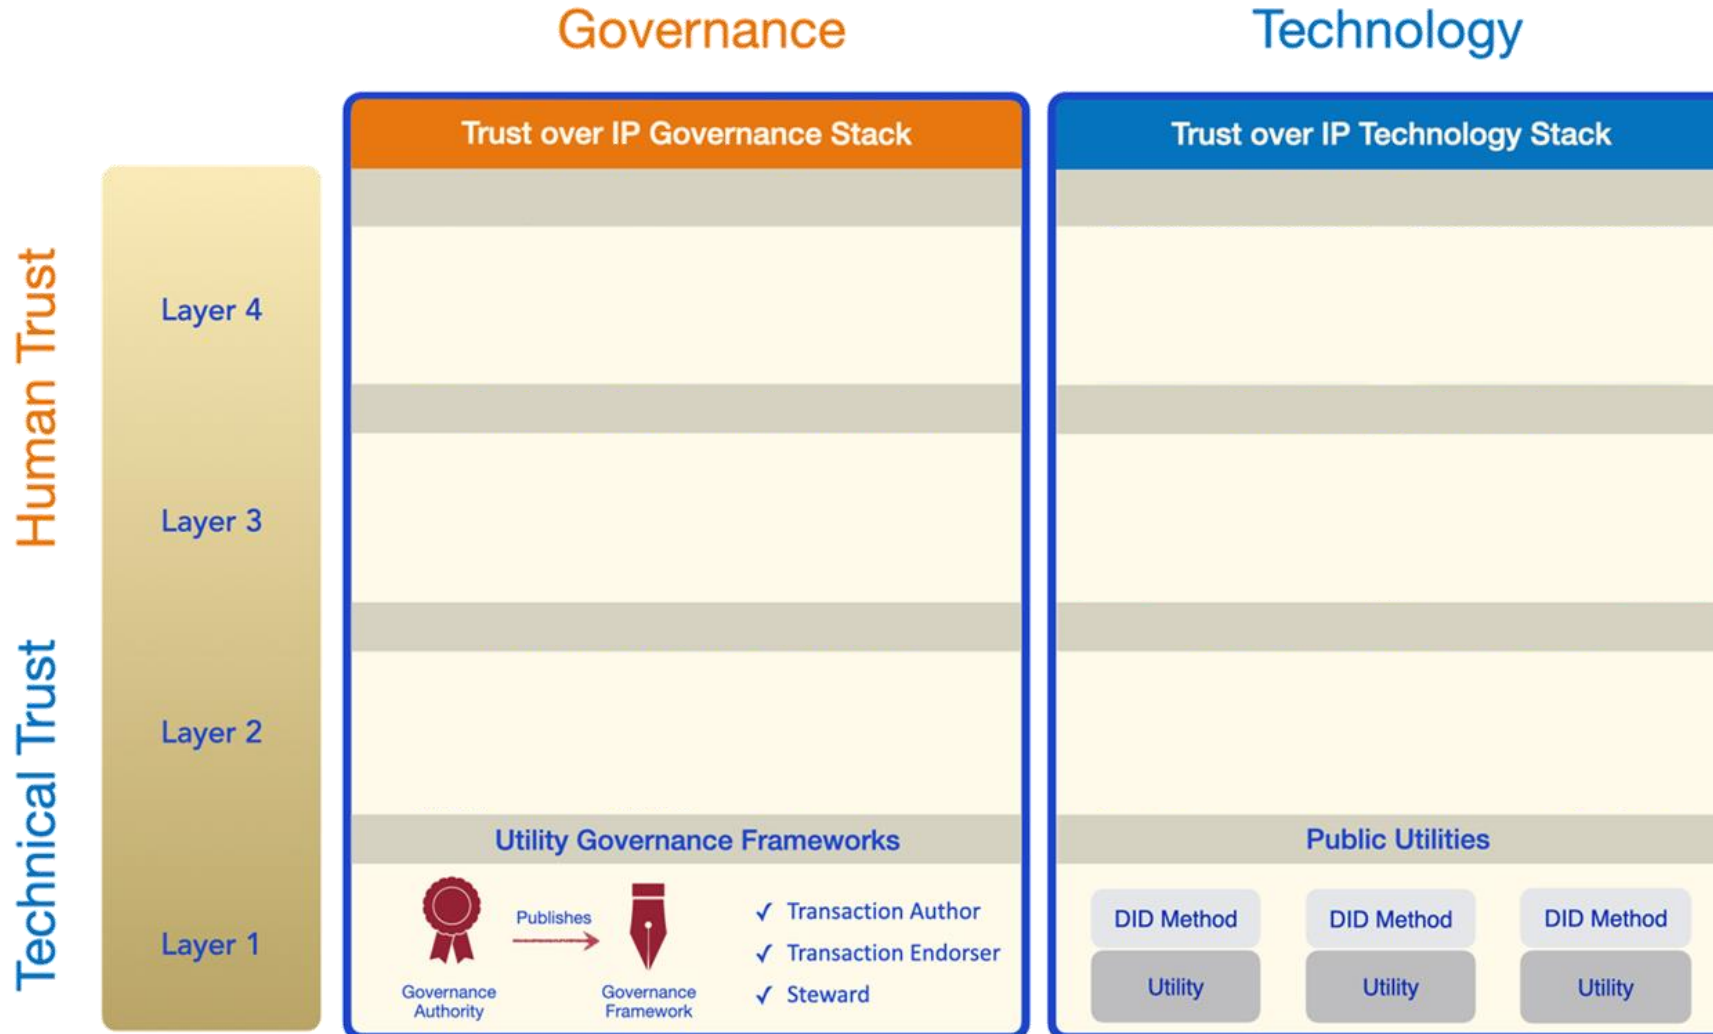 Governance
Technology
Trust over IP Governance Stack
Trust over IP Technology Stack
Human Trust
Technical Trust
Layer 4
Layer 3
Layer 2
Layer 1
Utility Governance Frameworks
Publishes
Governance
Authority
Governance
Framework
✓ Transaction Author
✓ Transaction Endorser
✓ Steward
Public Utilities
DID Method
DID Method
DID Method
Utility
Utility
Utility